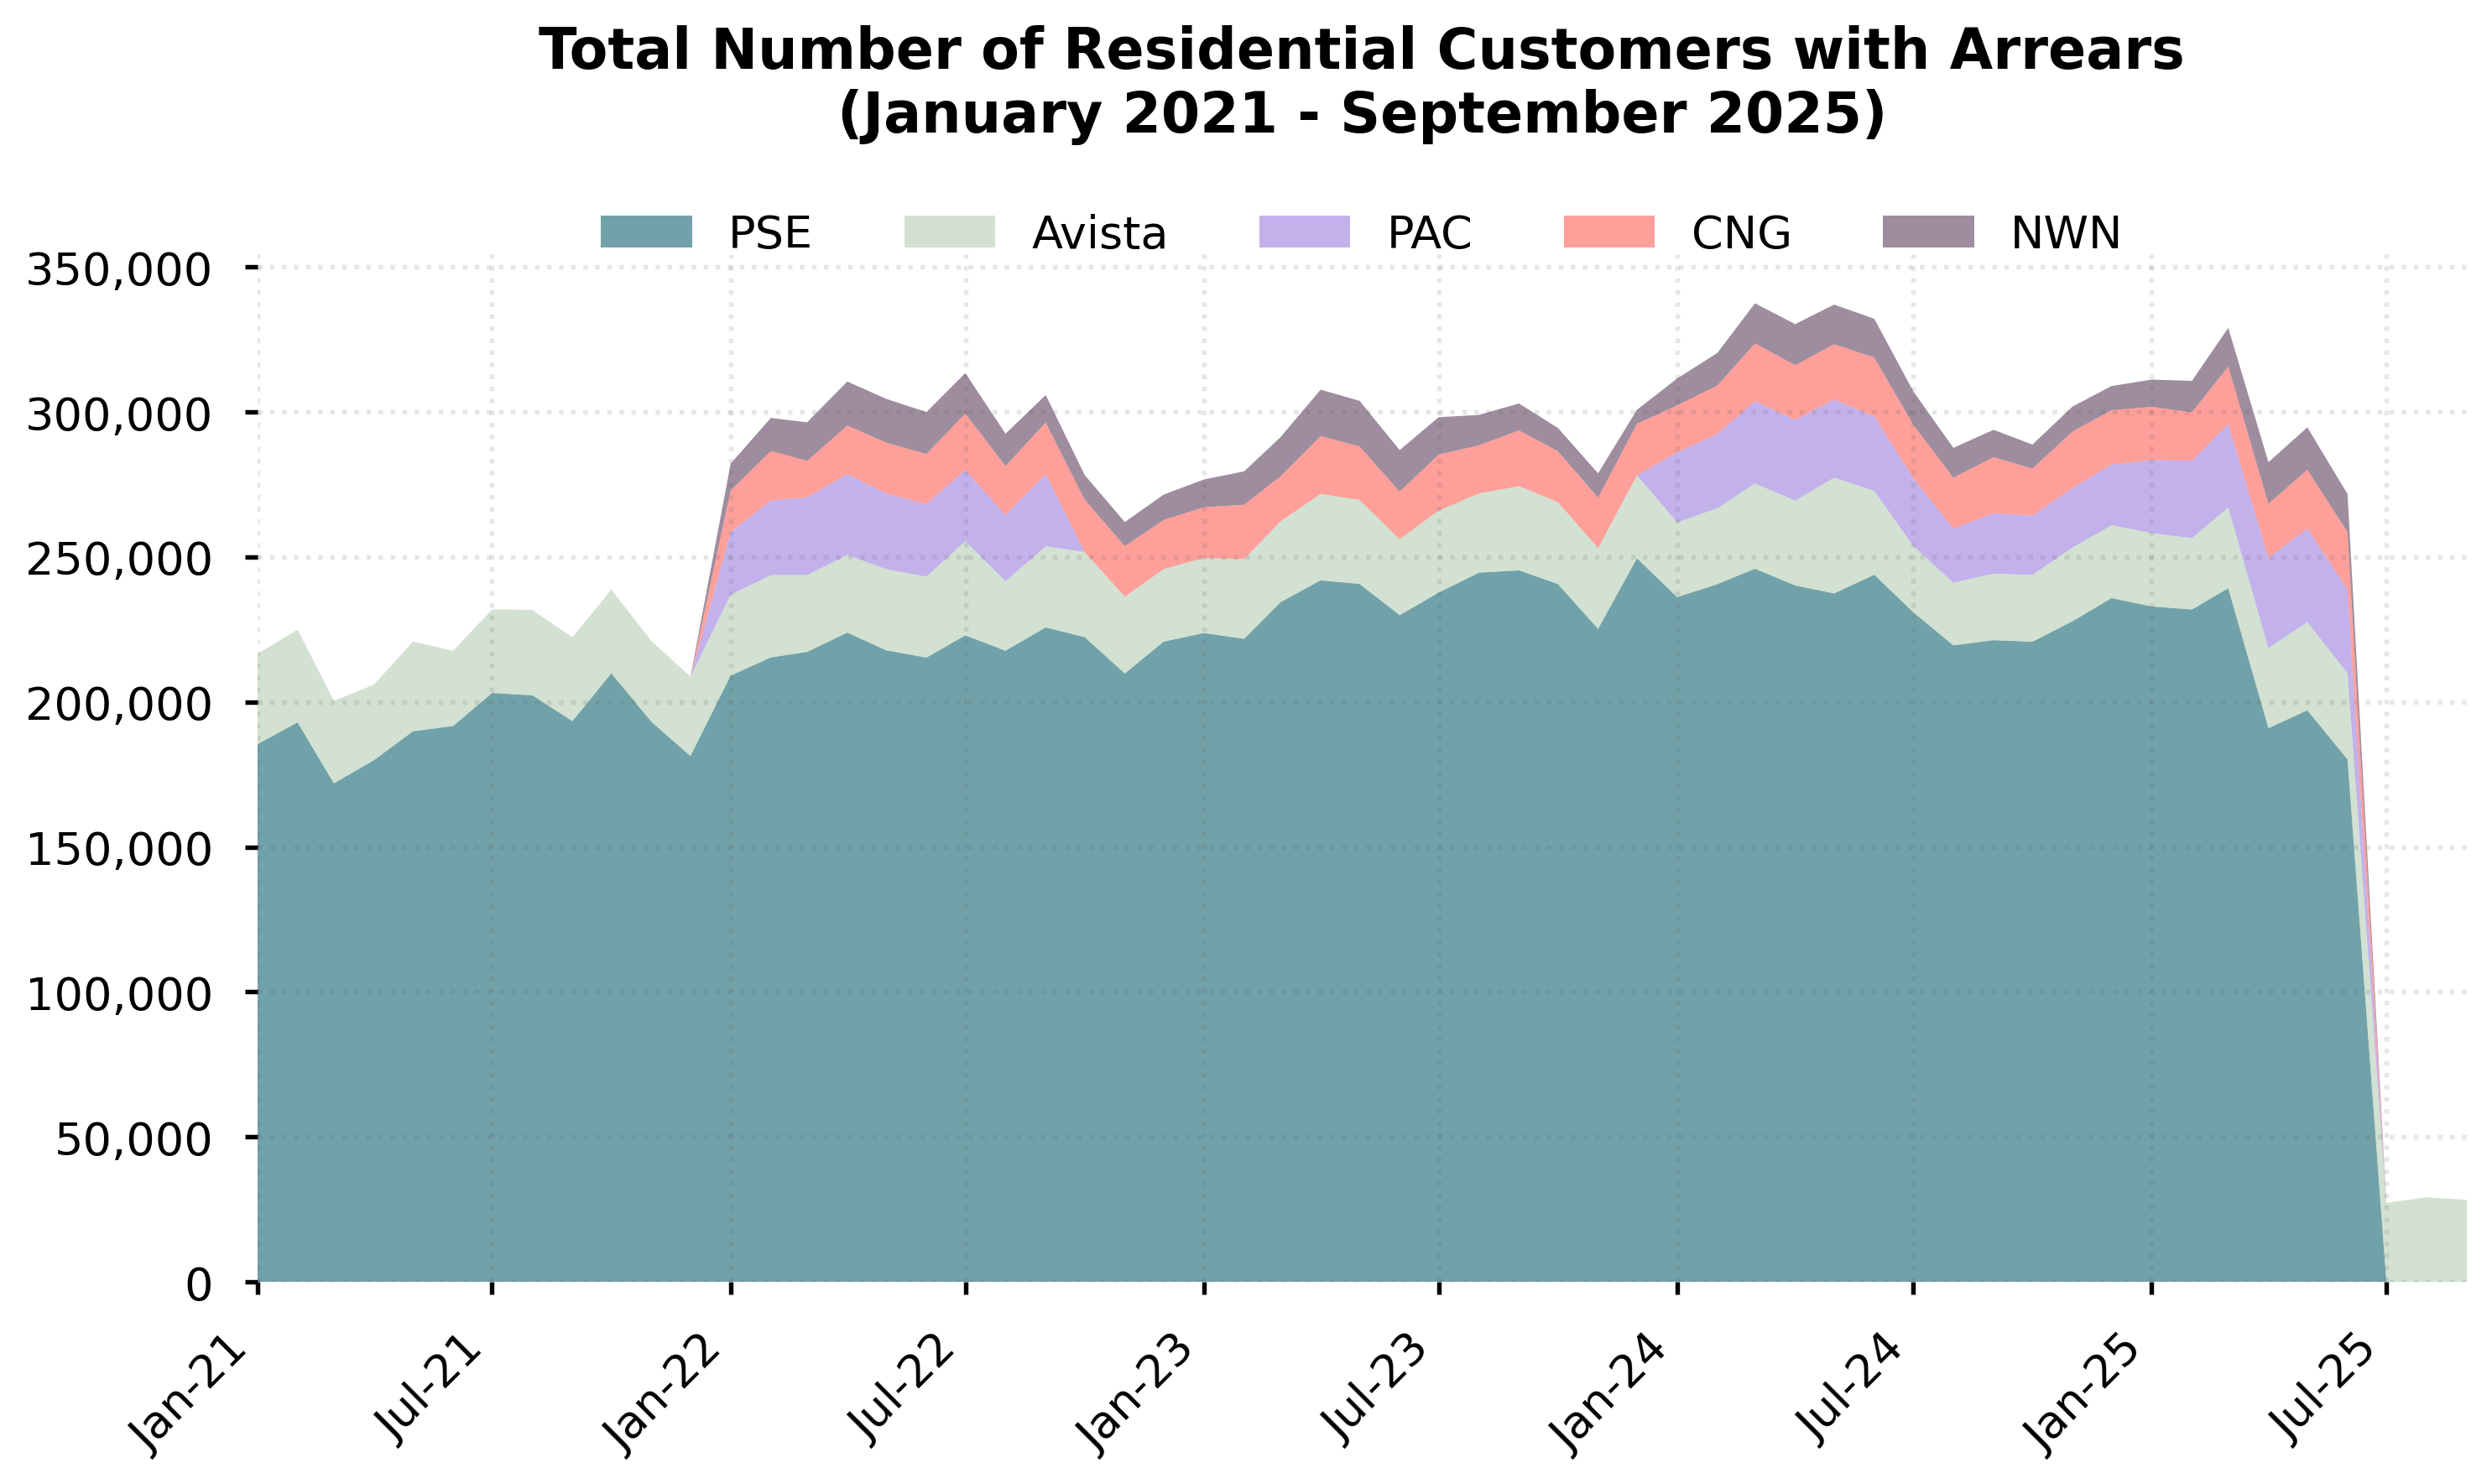 Total Number of Residential Customers with Arrears
(January 2021 - September 2025)
PSE Avista PAC CNG NWN
350,000
300,000
250,000
200,000
150,000
100,000
50,000
0
Jan-21 Jul-21 Jan-22 Jul-22 Jan-23 Jul-23 Jan-24 Jul-24 Jan-25 Jul-25